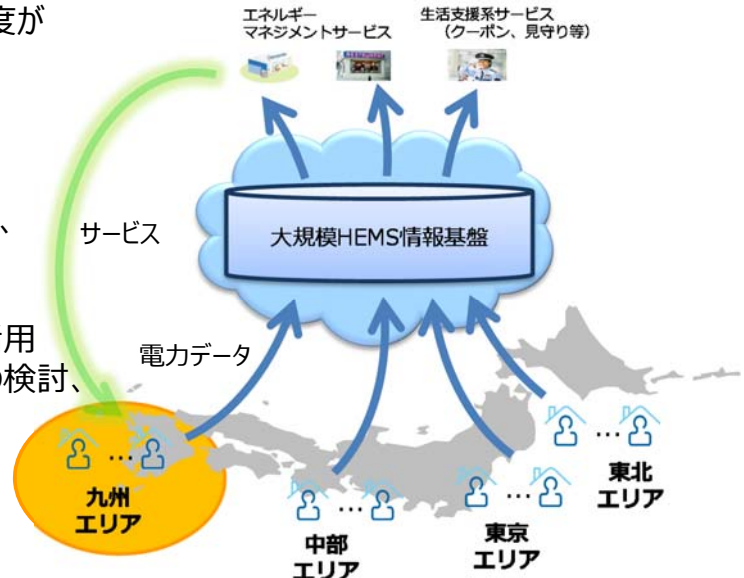 度が
エネルギー
マネジメントサービス
生活支援系サービス
（クーポン、見守り等）
サービス
大規模HEMS情報基盤
、
用
電力データ
の検討、
…
九州
エリア
…
中部
エリア
…
東京
エリア
…
東北
エリア